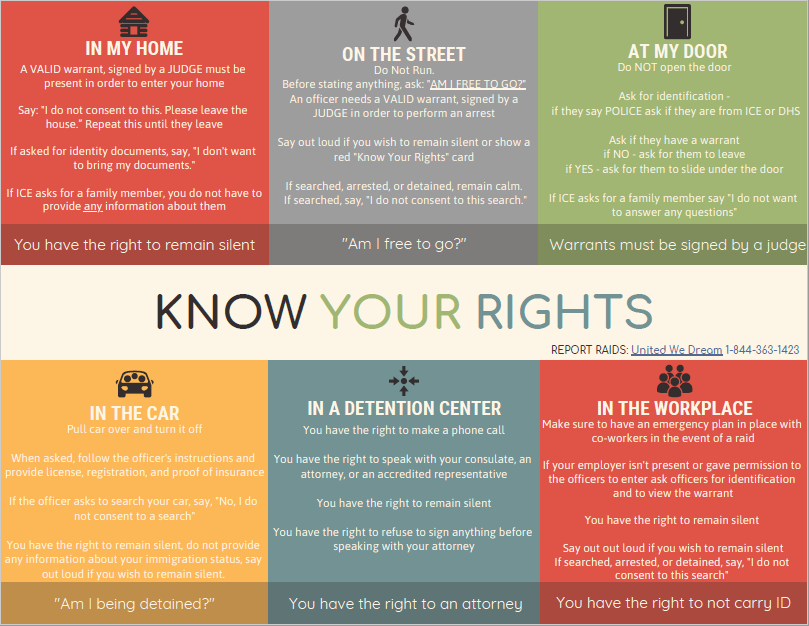 IN MY HOME
A VALID warrant, signed by a JUDGE must be
present in order to enter your home
Say: "I do not consent to this. Please leave the
house." Repeat this until they leave
If asked for identity documents, say, "I don't want
to bring my documents."
If ICE asks for a family member, you do not have to
provide any information about them
You have the right to remain silent
ON THE STREET
Do Not Run.
Before stating anything, ask: "AM I FREE TO GO?"
An officer needs a VALID warrant, signed by a
JUDGE in order to perform an arrest
Say out loud if you wish to remain silent or show a
red "Know Your Rights" card
If searched, arrested, or detained, remain calm.
If searched, say, "I do not consent to this search."
"Am I free to go?"
AT MY DOOR
Do NOT open the door
Ask for identification -
if they say POLICE ask if they are from ICE or DHS
Ask if they have a warrant
if NO - ask for them to leave
if YES - ask for them to slide under the door
If ICE asks for a family member say "I do not want
to answer any questions"
Warrants must be signed by a judge
KNOW YOUR RIGHTS
REPORT RAIDS: United We Dream 1-844-363-1423
IN THE CAR
Pull car over and turn it off
When asked, follow the officer's instructions and
provide license, registration, and proof of insurance
If the officer asks to search your car, say, "No, I do
not consent to a search"
You have the right to remain silent, do not provide
any information about your immigration status, say
out loud if you wish to remain silent.
"Am I being detained?"
IN A DETENTION CENTER
You have the right to make a phone call
You have the right to speak with your consulate, an
attorney, or an accredited representative
You have the right to remain silent
You have the right to refuse to sign anything before
speaking with your attorney
You have the right to an attorney
IN THE WORKPLACE
Make sure to have an emergency plan in place with
co-workers in the event of a raid
If your employer isn't present or gave permission to
the officers to enter ask officers for identification
and to view the warrant
You have the right to remain silent
Say out out loud if you wish to remain silent
If searched, arrested, or detained, say, "I do not
consent to this search"
You have the right to not carry ID